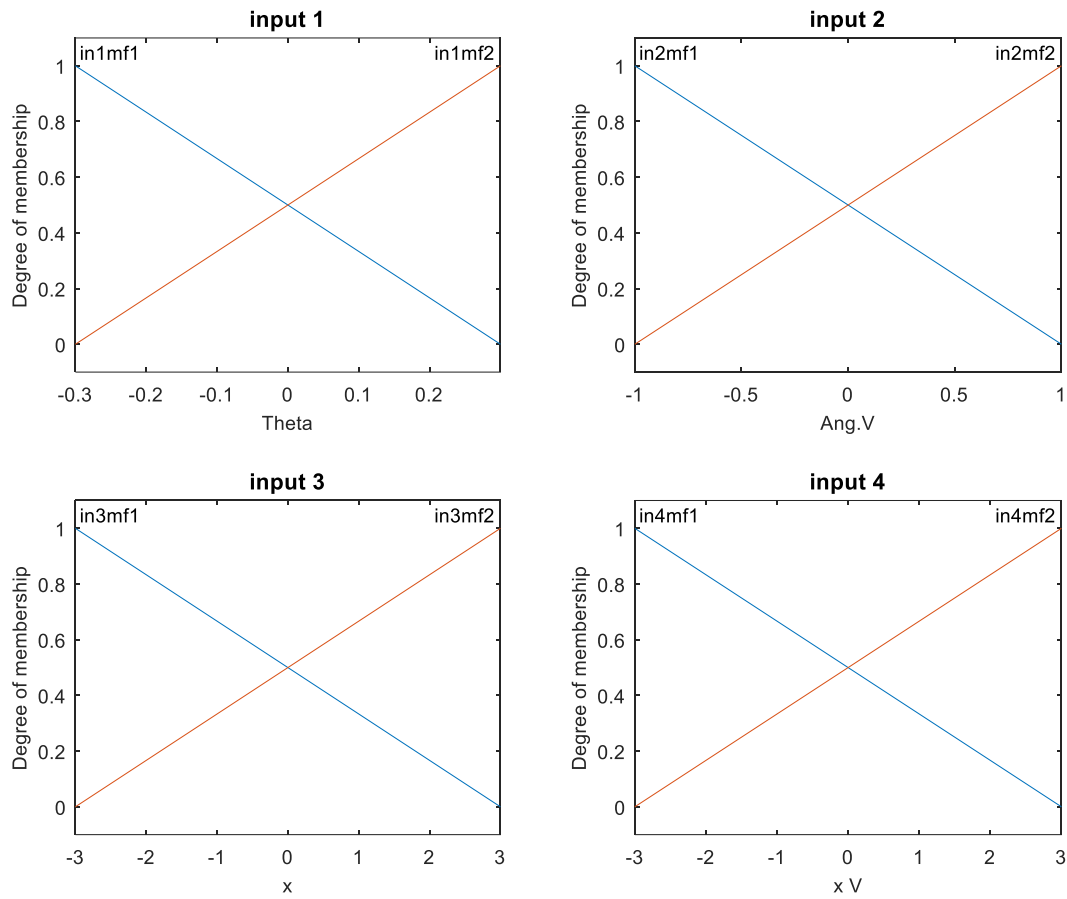 input 1
in1mf1 in1mf2
Degree of membership
1
0.8
0.6
0.4
0.2
0
-0.3 -0.2 -0.1 0 0.1 0.2
Theta
input 2
in2mf1 in2mf2
Degree of membership
1
0.8
0.6
0.4
0.2
0
-1 -0.5 0 0.5 1
Ang.V
input 3
in3mf1 in3mf2
Degree of membership
1
0.8
0.6
0.4
0.2
0
-3 -2 -1 0 1 2 3
x
input 4
in4mf1 in4mf2
Degree of membership
1
0.8
0.6
0.4
0.2
0
-3 -2 -1 0 1 2 3
x V